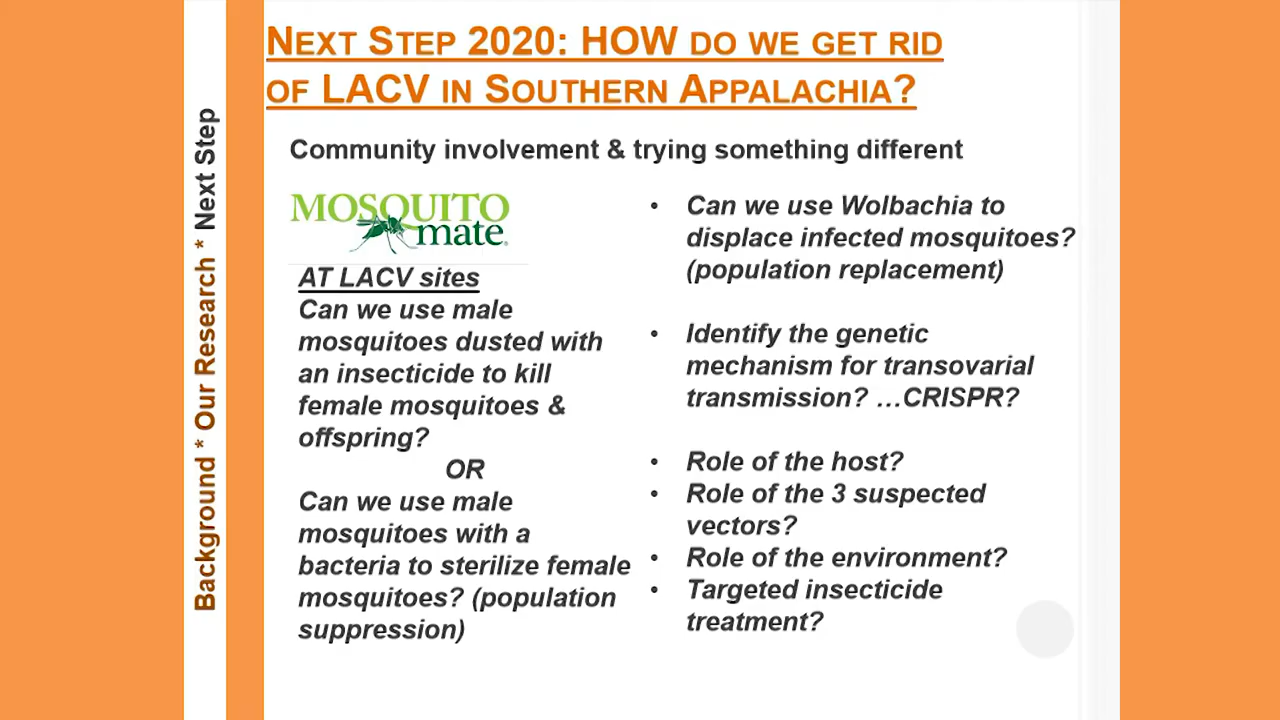 NEXT STEP 2020: HOW DO WE GET RID
OF LACV IN SOUTHERN APPALACHIA?
Background * Our Research * Next Step
Community involvement & trying something different
MOSQUITO
mate®
AT LACV sites
Can we use male
mosquitoes dusted with
an insecticide to kill
female mosquitoes &
offspring?
OR
Can we use male
mosquitoes with a
bacteria to sterilize female
mosquitoes? (population
suppression)
• Can we use Wolbachia to
displace infected mosquitoes?
(population replacement)
• Identify the genetic
mechanism for transovarial
transmission? …CRISPR?
• Role of the host?
• Role of the 3 suspected
vectors?
• Role of the environment?
• Targeted insecticide
treatment?